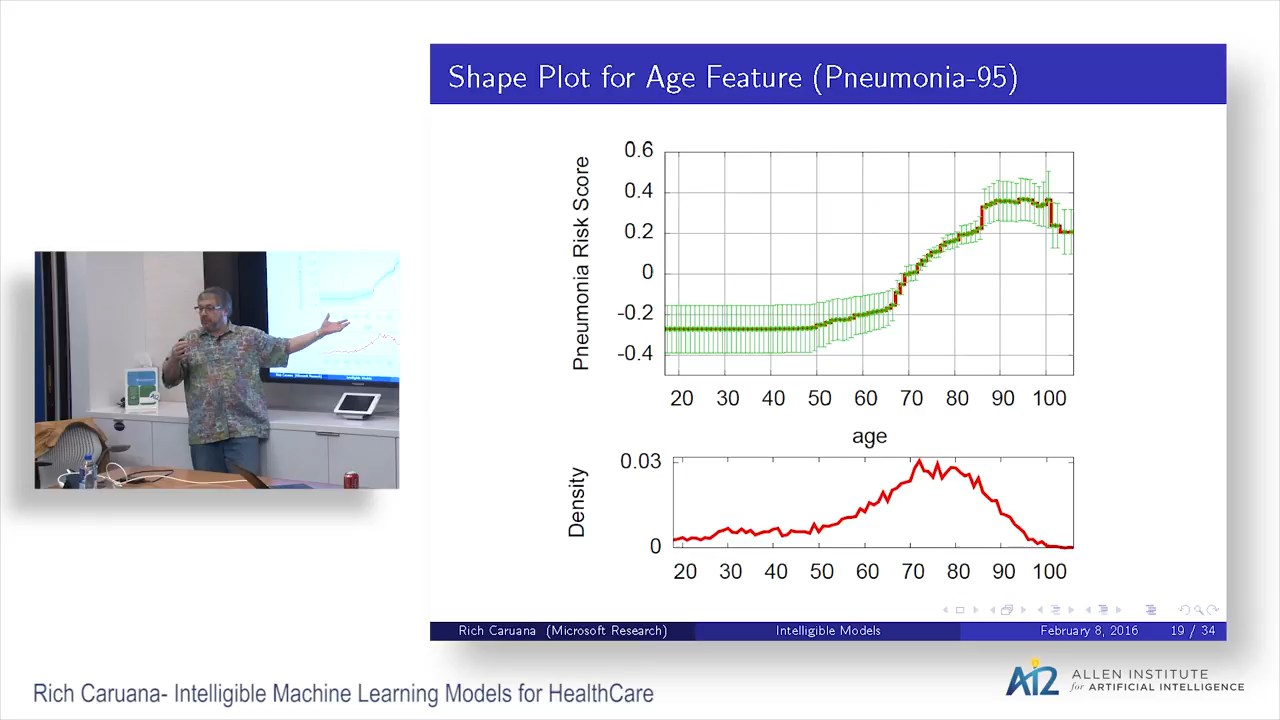 Shape Plot for Age Feature (Pneumonia-95)
Pneumonia Risk Score
0.6
0.4
0.2
0
-0.2
-0.4
20 30 40 50 60 70 80 90 100
age
Density
0.03
0
20 30 40 50 60 70 80 90 100
Rich Caruana (Microsoft Research) Intelligible Models February 8, 2016 19 / 34
Rich Caruana- Intelligible Machine Learning Models for HealthCare
AI2 ALLEN INSTITUTE
for ARTIFICIAL INTELLIGENCE